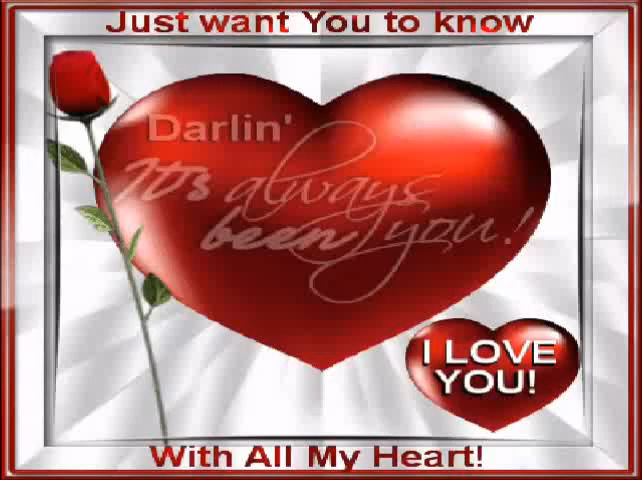 Just want You to know
Darlin'
It's always
been you!
I LOVE
YOU!
With All My Heart!